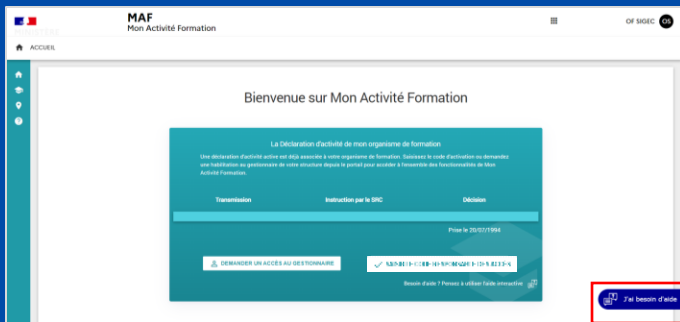 MAF
Mon Activité Formation
OF SIGEC
OS
ACCUEIL
Bienvenue sur Mon Activité Formation
La Déclaration d'activité de mon organisme de formation
Une déclaration d'activité active est déjà associée à votre organisme de formation. Saisissez le code d'activation ou demandez
une habilitation au gestionnaire de votre structure depuis le portail pour accéder à l'ensemble des fonctionnalités de Mon
Activité Formation.
Transmission
Instruction par le SRC
Décision
Prise le 20/07/1994
DEMANDER UN ACCÈS AU GESTIONNAIRE
Besoin d'aide ? Pensez à utiliser l'aide interactive
J'ai besoin d'aide